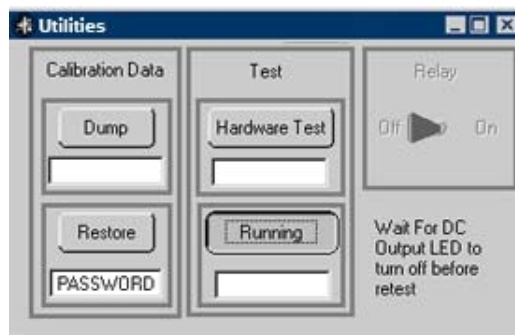 Utilities
Calibration Data
Test
Relay
Dump
Hardware Test
Off
On
Restore
Running
PASSWORD
Wait For DC
Output LED to
turn off before
retest